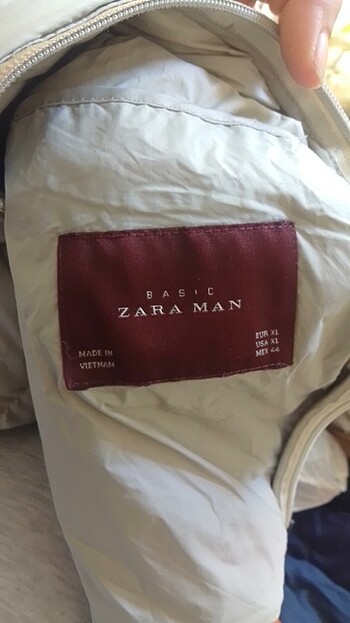 BASIC
ZARA MAN
MADE IN
VIETNAM
EUR XL
USA XL
MEX 44